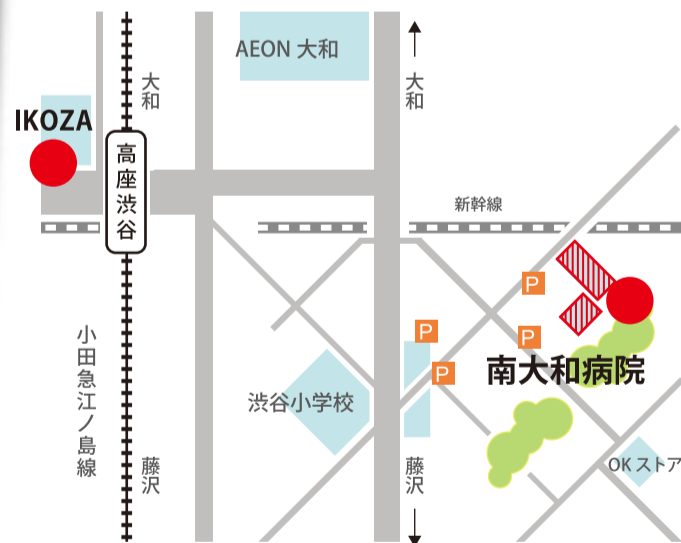 AEON 大和
大和
大和
IKOZA
高座渋谷
新幹線
P
P
P
P
南大和病院
小田急江ノ島線
渋谷小学校
藤沢
藤沢
OK ストア